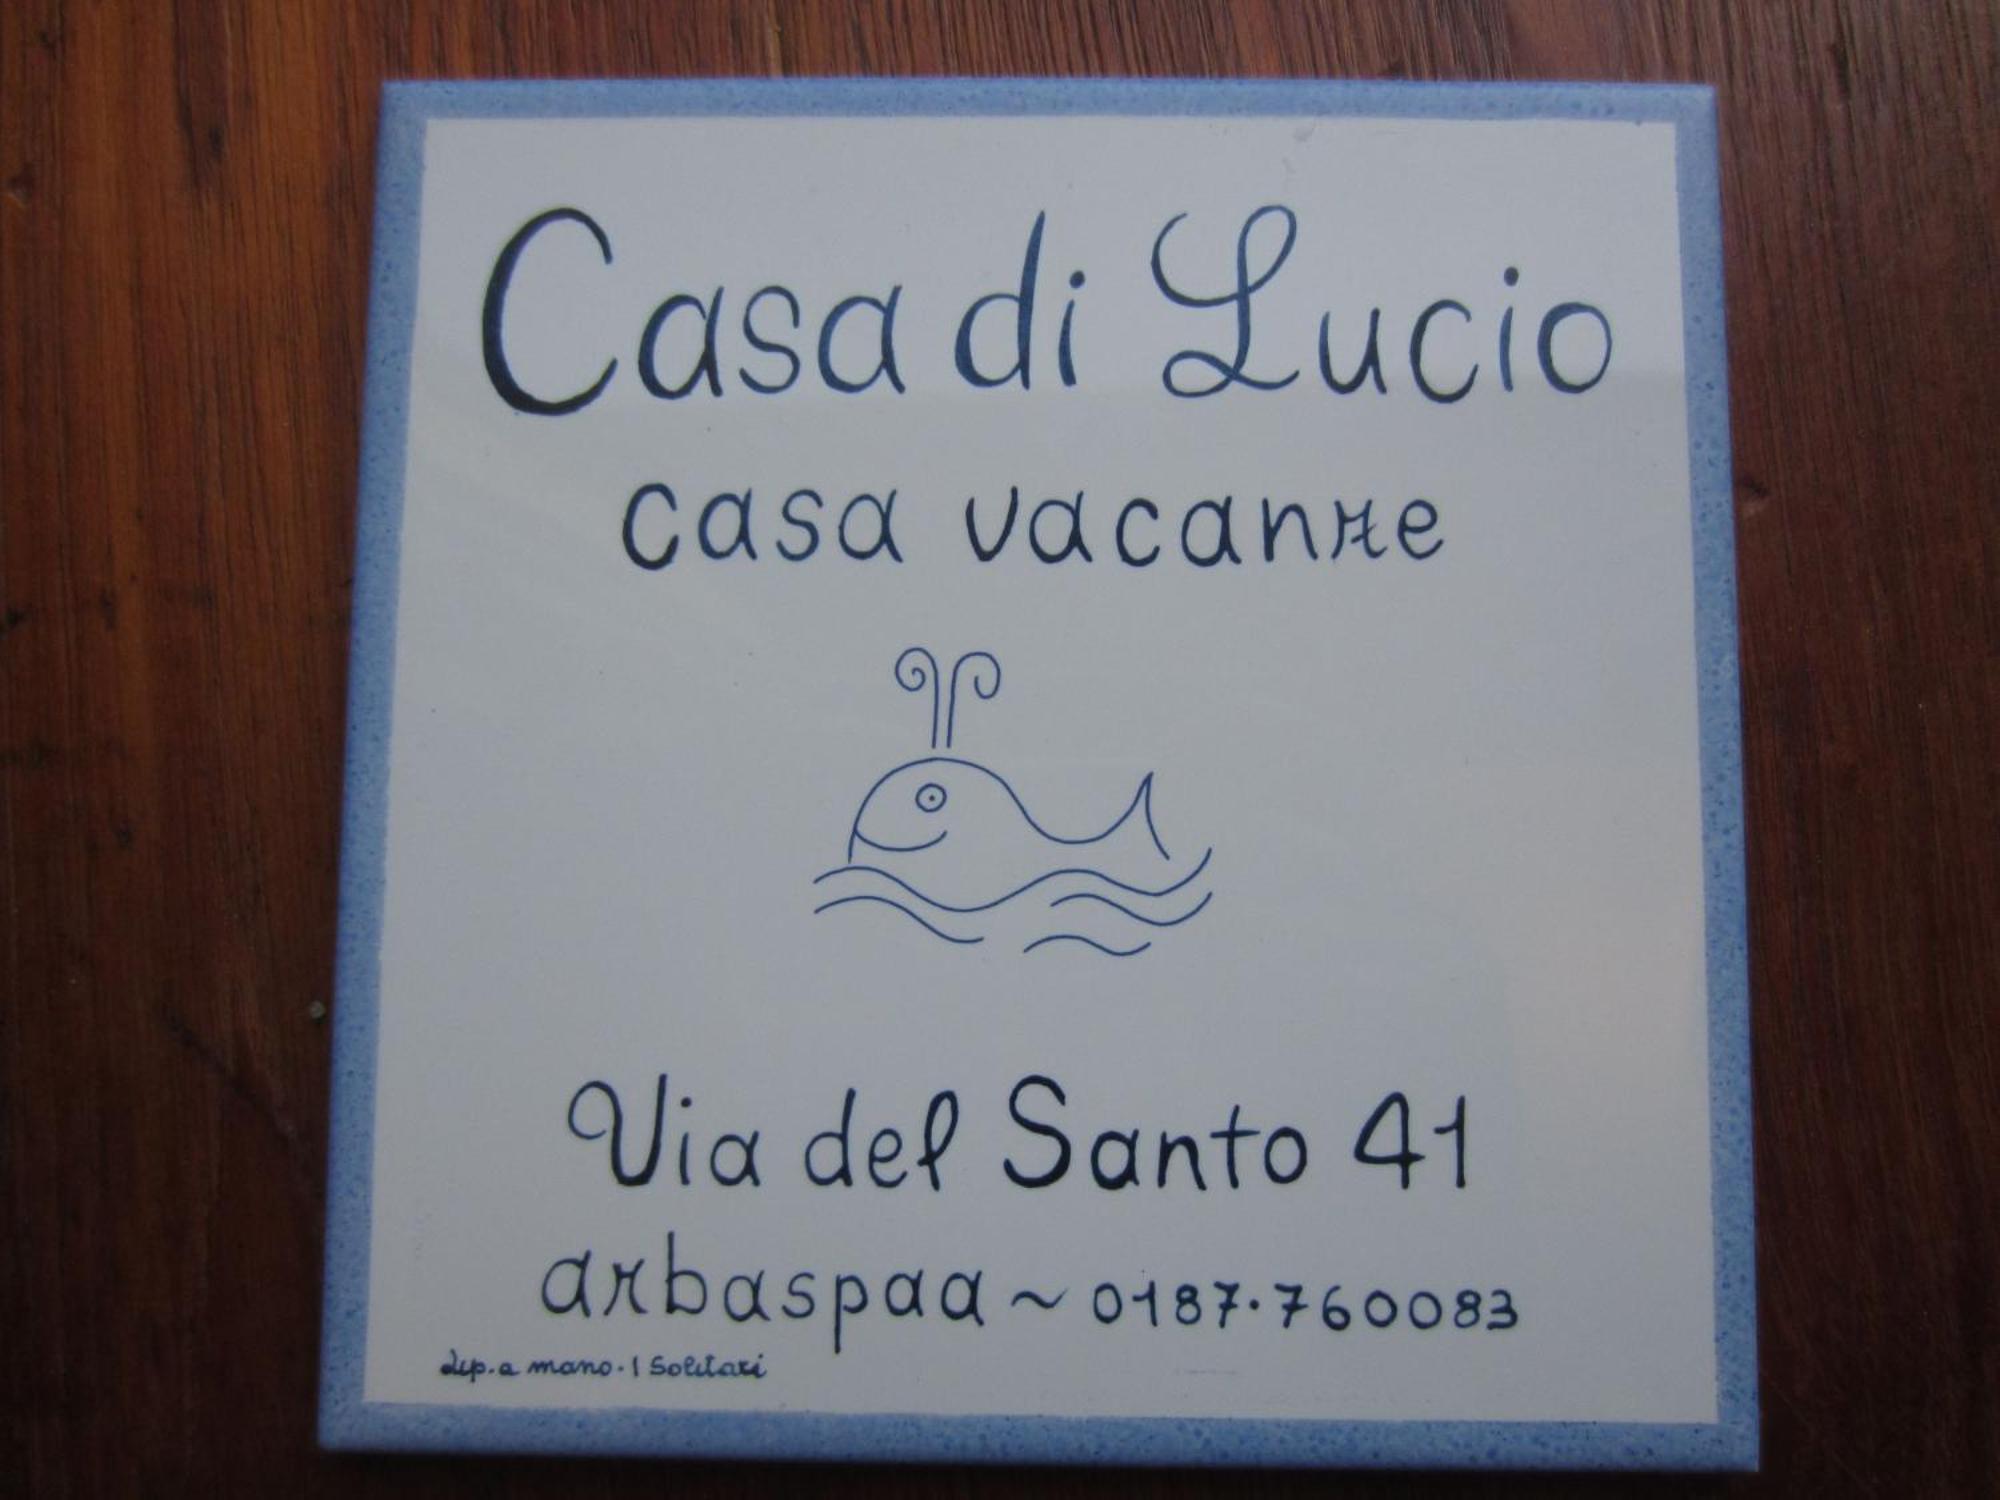 Casa di Lucio
casa vacanze
Via del Santo 41
arbaspaa ~ 0187.760083
dip. a mano - I Solitari